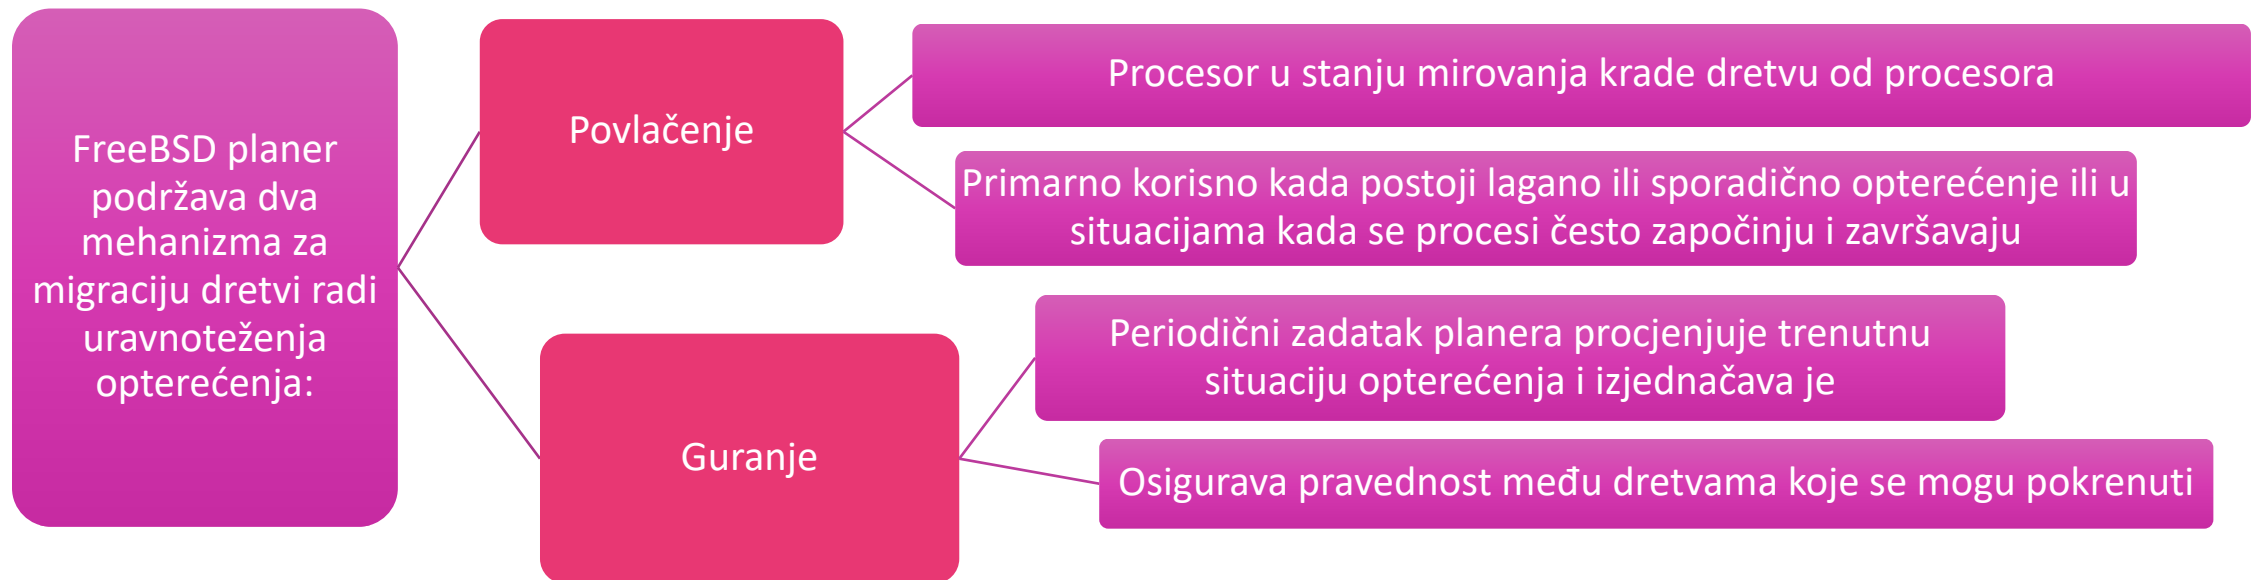 FreeBSD planer
podržava dva
mehanizma za
migraciju dretvi radi
uravnoteženja
opterećenja:
Povlačenje
Procesor u stanju mirovanja krade dretvu od procesora
Primarno korisno kada postoji lagano ili sporadično opterećenje ili u
situacijama kada se procesi često započinju i završavaju
Guranje
Periodični zadatak planera procjenjuje trenutnu
situaciju opterećenja i izjednačava je
Osigurava pravednost među dretvama koje se mogu pokrenuti